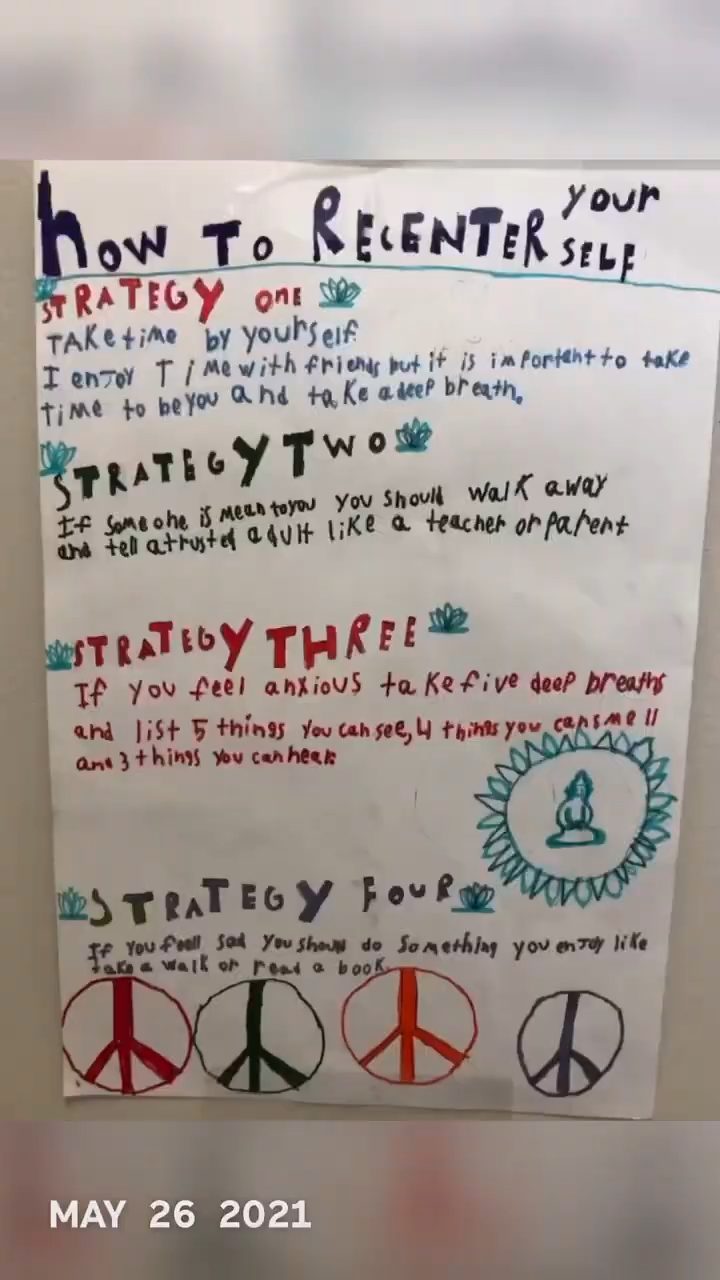 how To RECENTER your SELF
STRATEGY ONE
TAKE time by yourself.
I enJoy Time with friends but it is important to take
Time to be you and take a deep breath.
STRATEGY TWO
If Someone is mean to you you should walk away
and tell a trusted adult like a teacher or parent
STRATEGY THREE
If you feel anxious take five deep breaths
and list 5 things you can see, 4 things you can smell
and 3 things you can hear
STRATEGY FOUR
If you feell sad you should do Something you enJoy like
take a walk or read a book.
MAY 26 2021